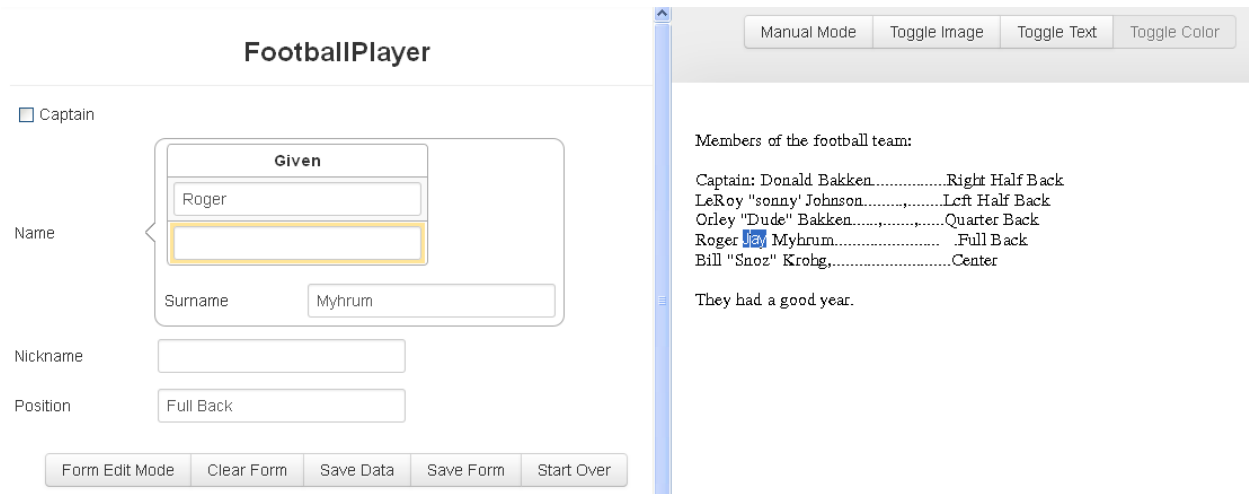 FootballPlayer
Captain
Name
Given
Roger
Surname
Myhrum
Nickname
Position
Full Back
Form Edit Mode
Clear Form
Save Data
Save Form
Start Over
Manual Mode
Toggle Image
Toggle Text
Toggle Color
Members of the football team:
Captain: Donald Bakken.................Right Half Back
LeRoy "sonny' Johnson.........,........Lcft Half Back
Orley "Dude" Bakken......,.......,......Quarter Back
Roger Jjay Myhrum......................... .Full Back
Bill "Snoz" Krohg,............................Center
They had a good year.